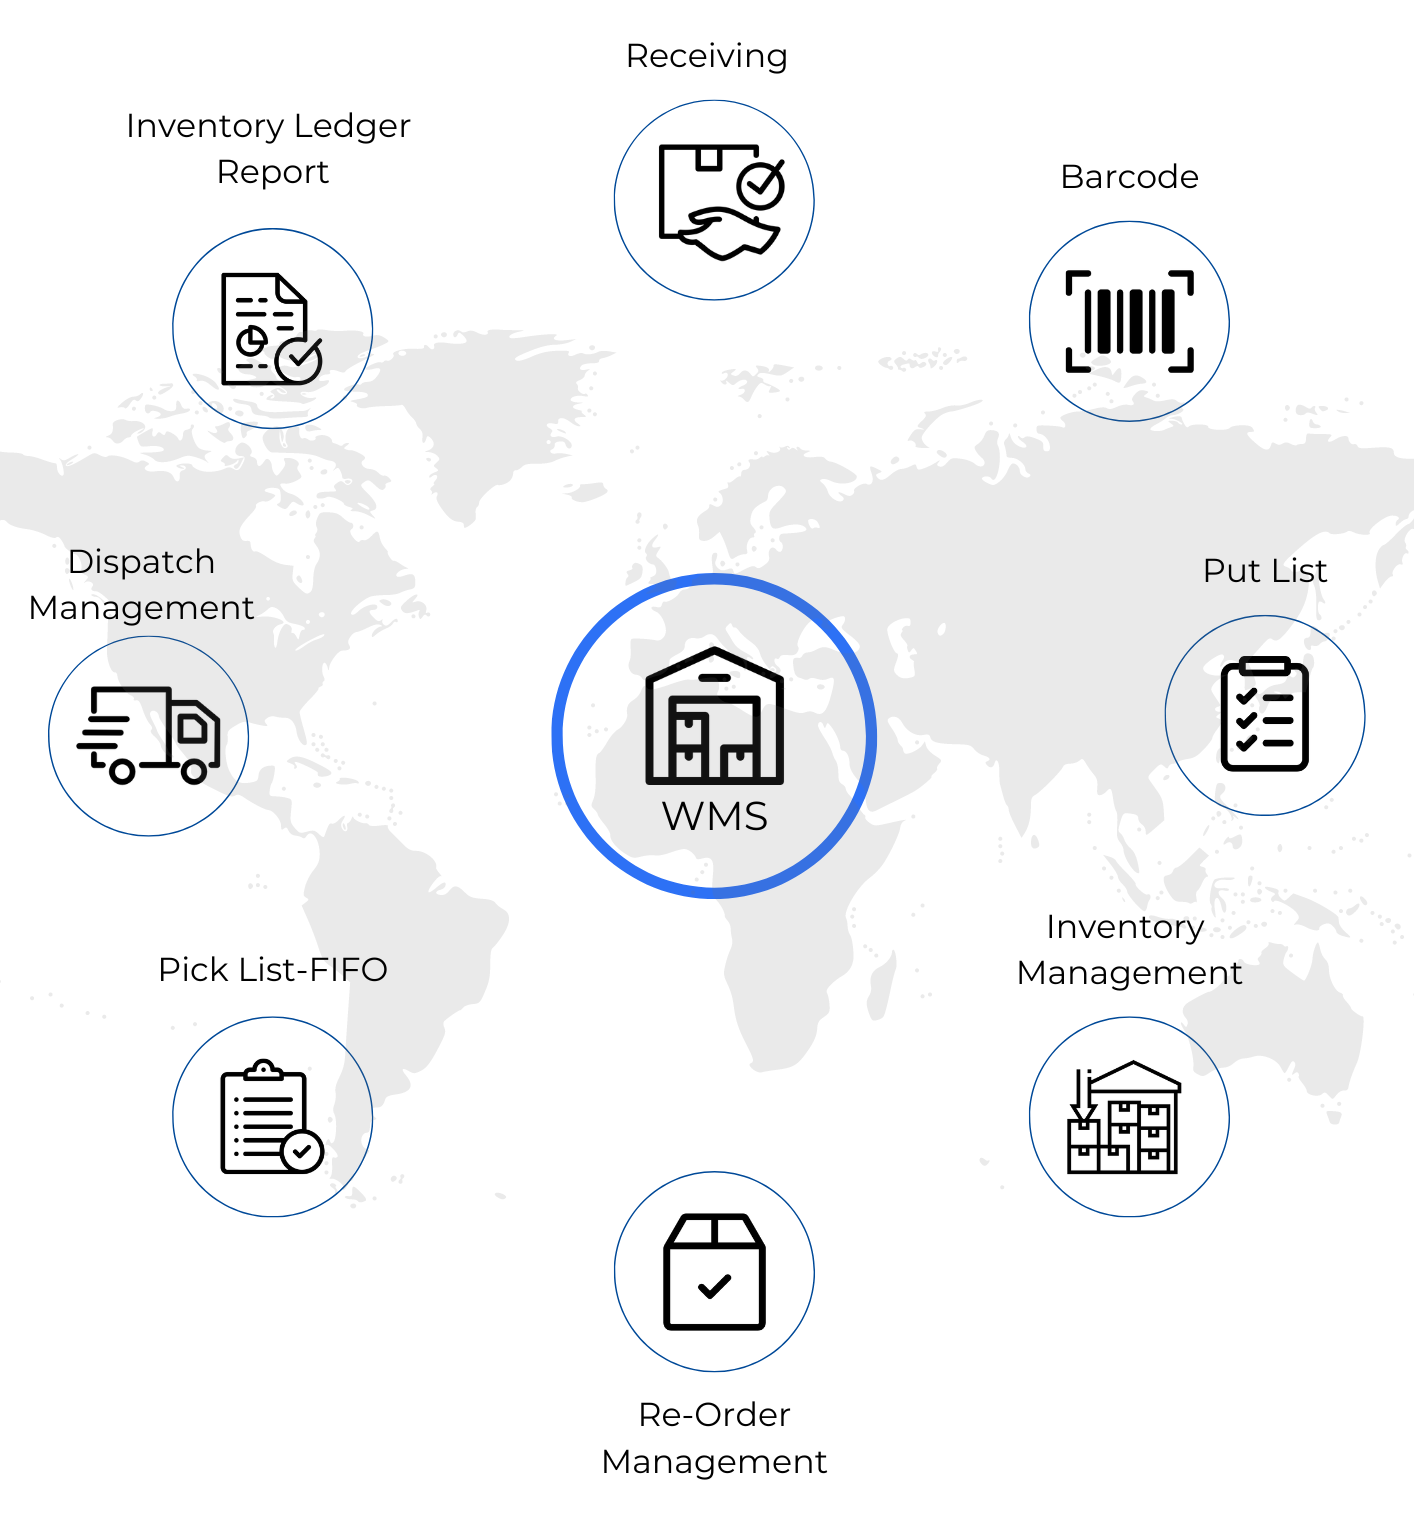 Receiving
Inventory Ledger
Report
Barcode
Dispatch
Management
Put List
WMS
Inventory
Management
Pick List-FIFO
Re-Order
Management